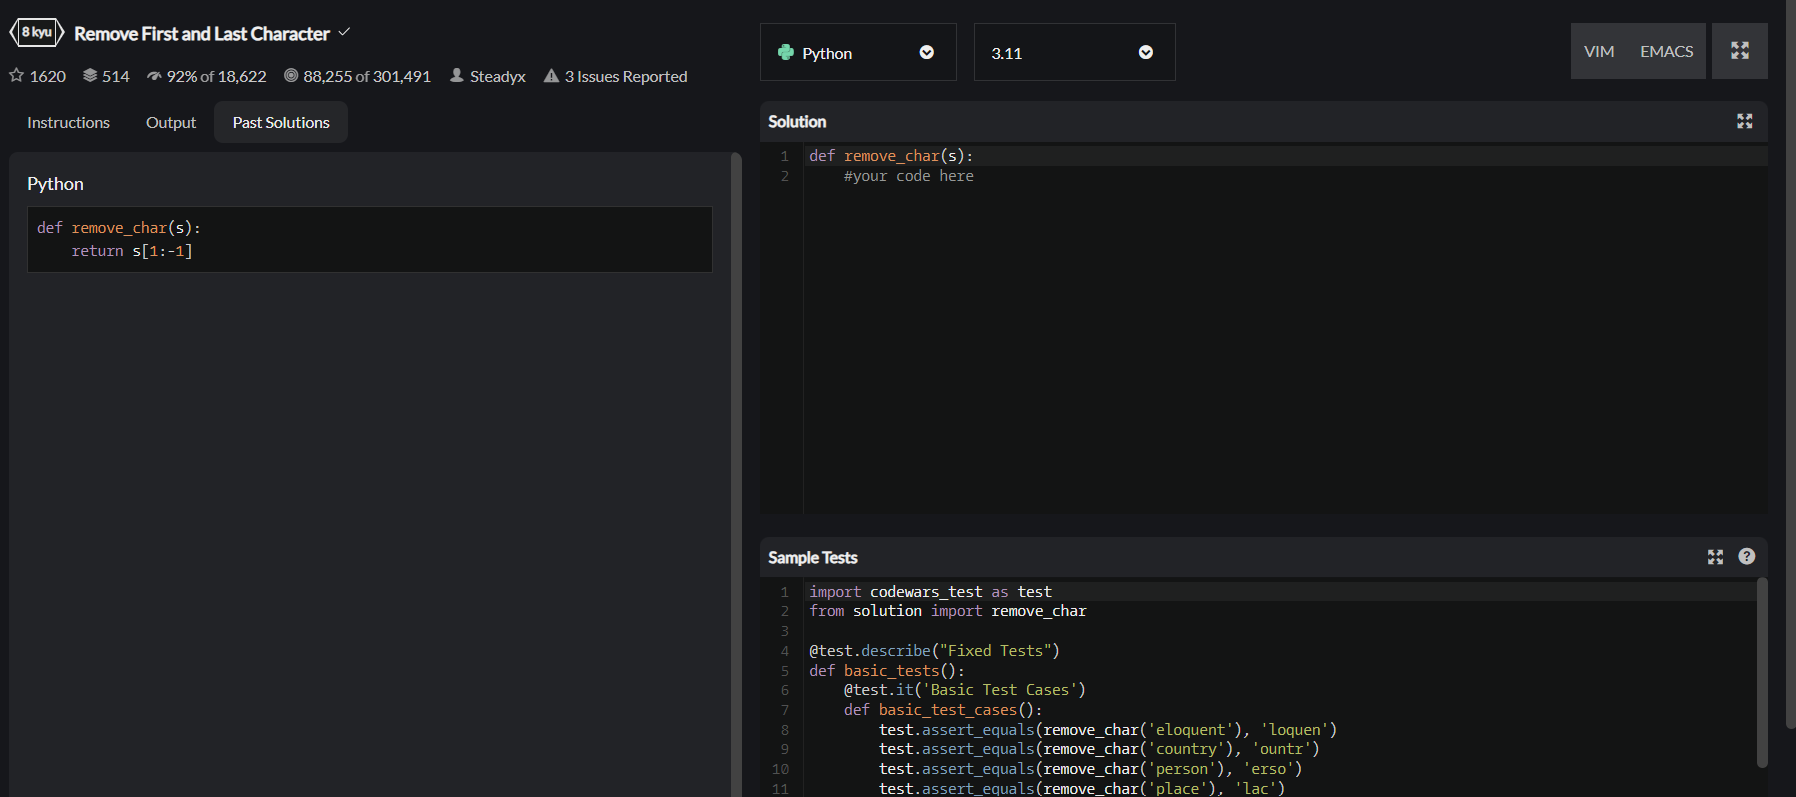 8 kyu Remove First and Last Character
1620 514 92% of 18,622 88,255 of 301,491 Steadyx 3 Issues Reported
Instructions Output Past Solutions
Python
def remove_char(s):
    return s[1:-1]
Python 3.11 VIM EMACS
Solution
1 def remove_char(s):
2     #your code here
Sample Tests ?
1 import codewars_test as test
2 from solution import remove_char
3
4 @test.describe("Fixed Tests")
5 def basic_tests():
6     @test.it('Basic Test Cases')
7     def basic_test_cases():
8         test.assert_equals(remove_char('eloquent'), 'loquen')
9         test.assert_equals(remove_char('country'), 'ountr')
10         test.assert_equals(remove_char('person'), 'erso')
11         test.assert_equals(remove_char('place'), 'lac')